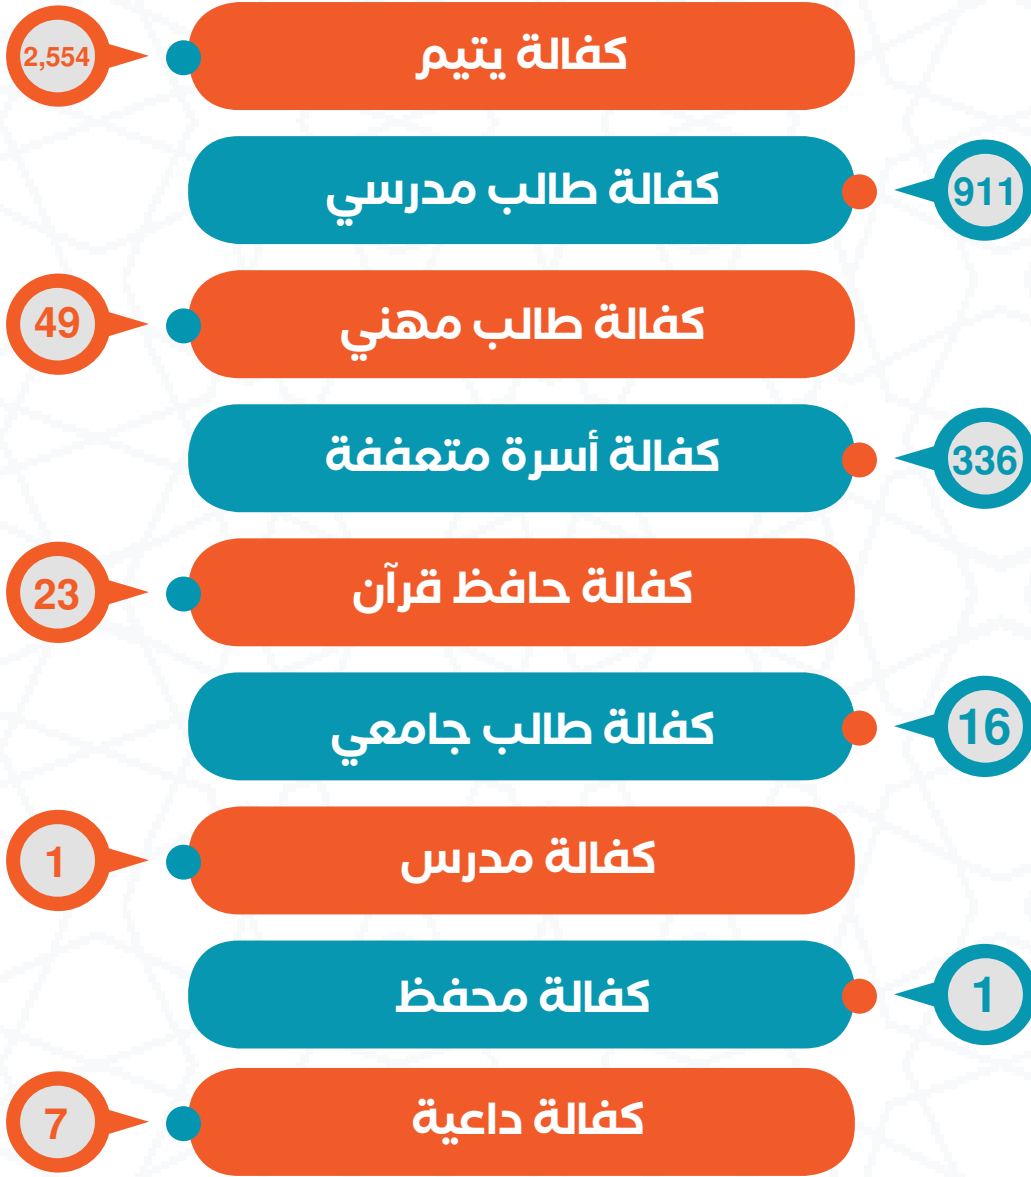 كفالة يتيم
2,554
كفالة طالب مدرسي
911
كفالة طالب مهني
49
كفالة أسرة متعففة
336
كفالة حافظ قرآن
23
كفالة طالب جامعي
16
كفالة مدرس
1
كفالة محفظ
1
كفالة داعية
7